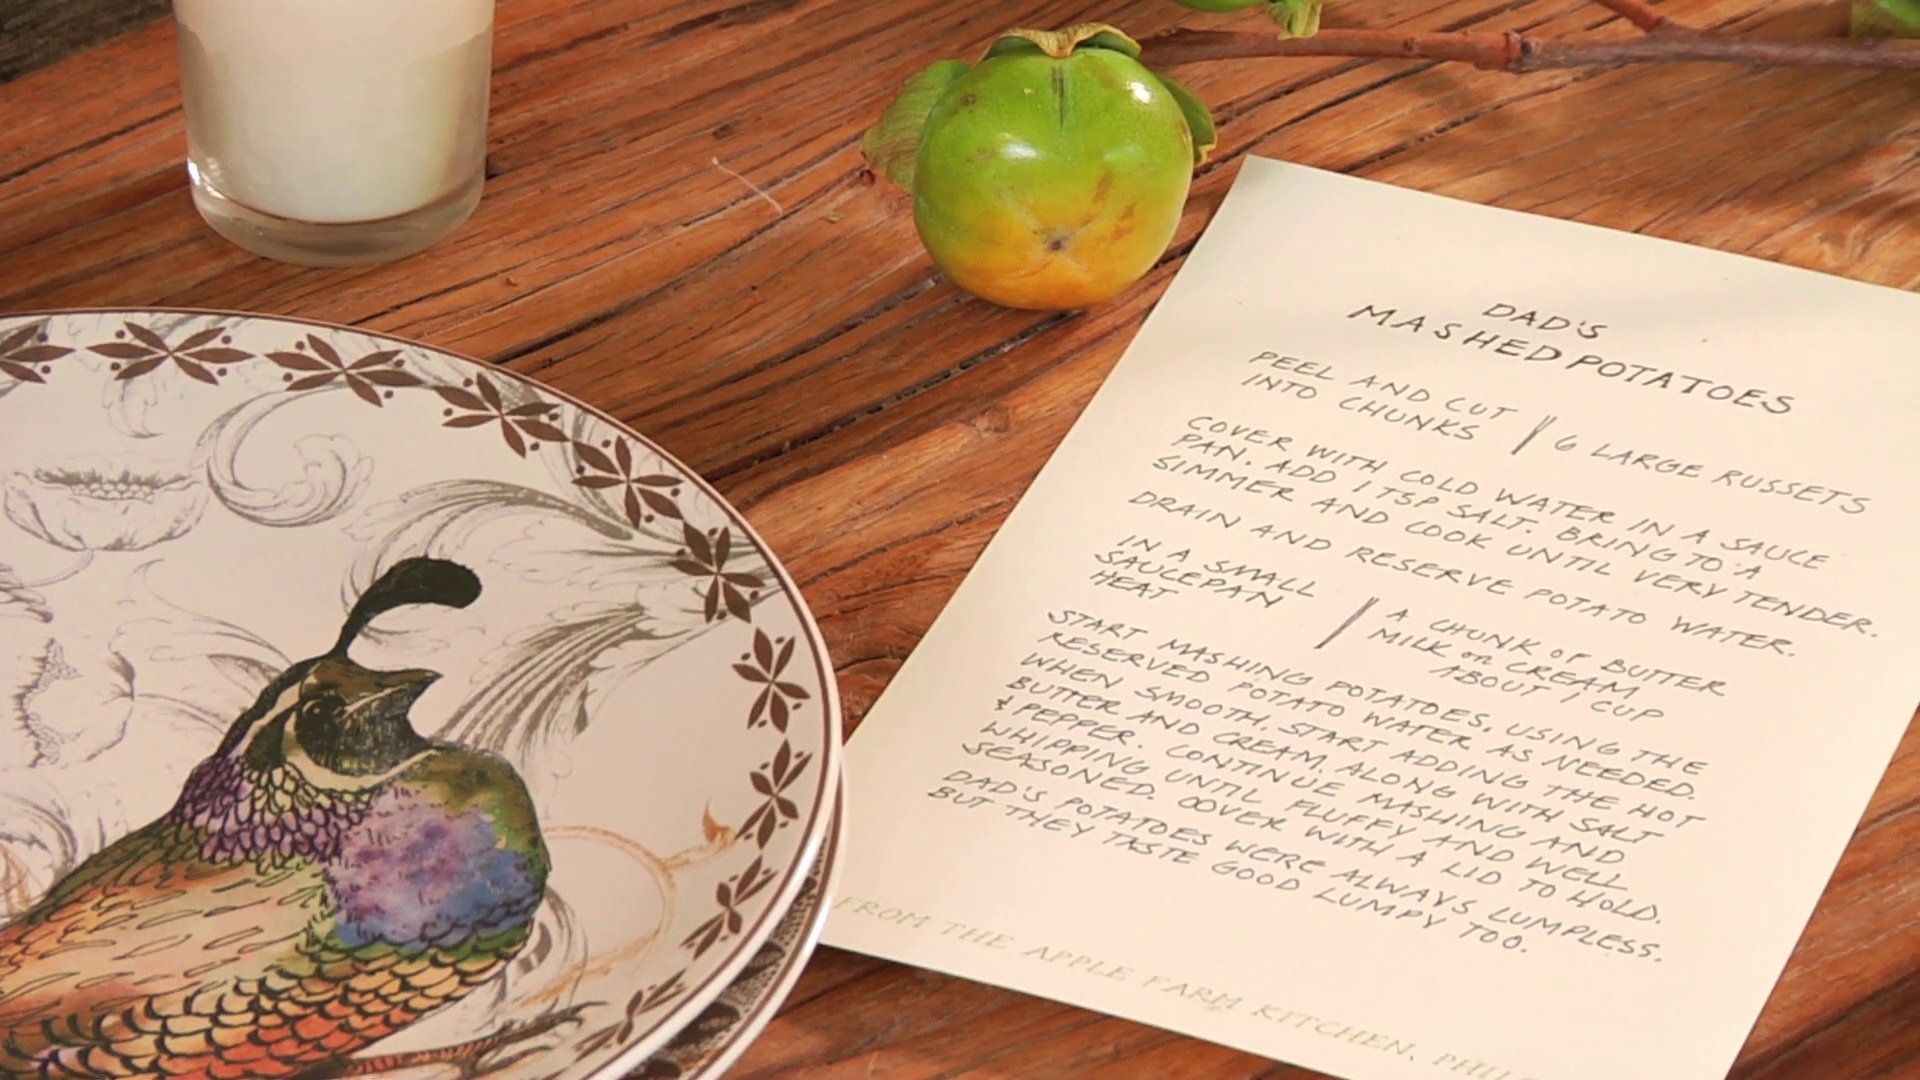 DAD'S
MASHED POTATOES
PEEL AND CUT
INTO CHUNKS / 6 LARGE RUSSETS
COVER WITH COLD WATER IN A SAUCE
PAN. ADD 1 TSP SALT. BRING TO A
SIMMER AND COOK UNTIL VERY TENDER.
DRAIN AND RESERVE POTATO WATER.
IN A SMALL
SAUCEPAN
HEAT
/ A CHUNK OF BUTTER
MILK or CREAM
ABOUT 1 CUP
START MASHING POTATOES, USING THE
RESERVED POTATO WATER AS NEEDED.
WHEN SMOOTH, START ADDING THE HOT
BUTTER AND CREAM, ALONG WITH SALT
& PEPPER. CONTINUE MASHING AND
WHIPPING UNTIL FLUFFY AND WELL
SEASONED. COVER WITH A LID TO HOLD.
DAD'S POTATOES WERE ALWAYS LUMPLESS.
BUT THEY TASTE GOOD LUMPY TOO.
FROM THE APPLE FARM KITCHEN, PHIL